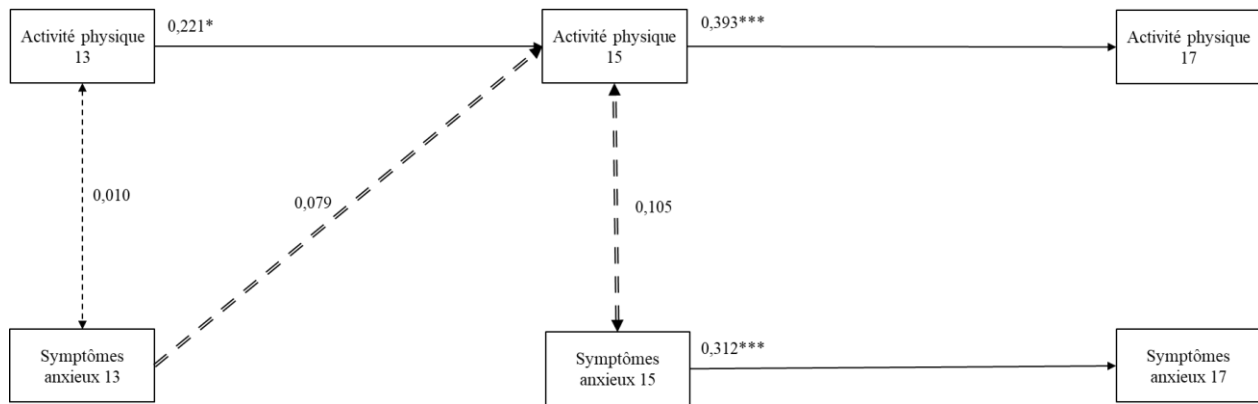 0,221*
0,393***
Activité physique
13
Activité physique
15
Activité physique
17
0,010
0,079
0,105
0,312***
Symptômes
anxieux 13
Symptômes
anxieux 15
Symptômes
anxieux 17